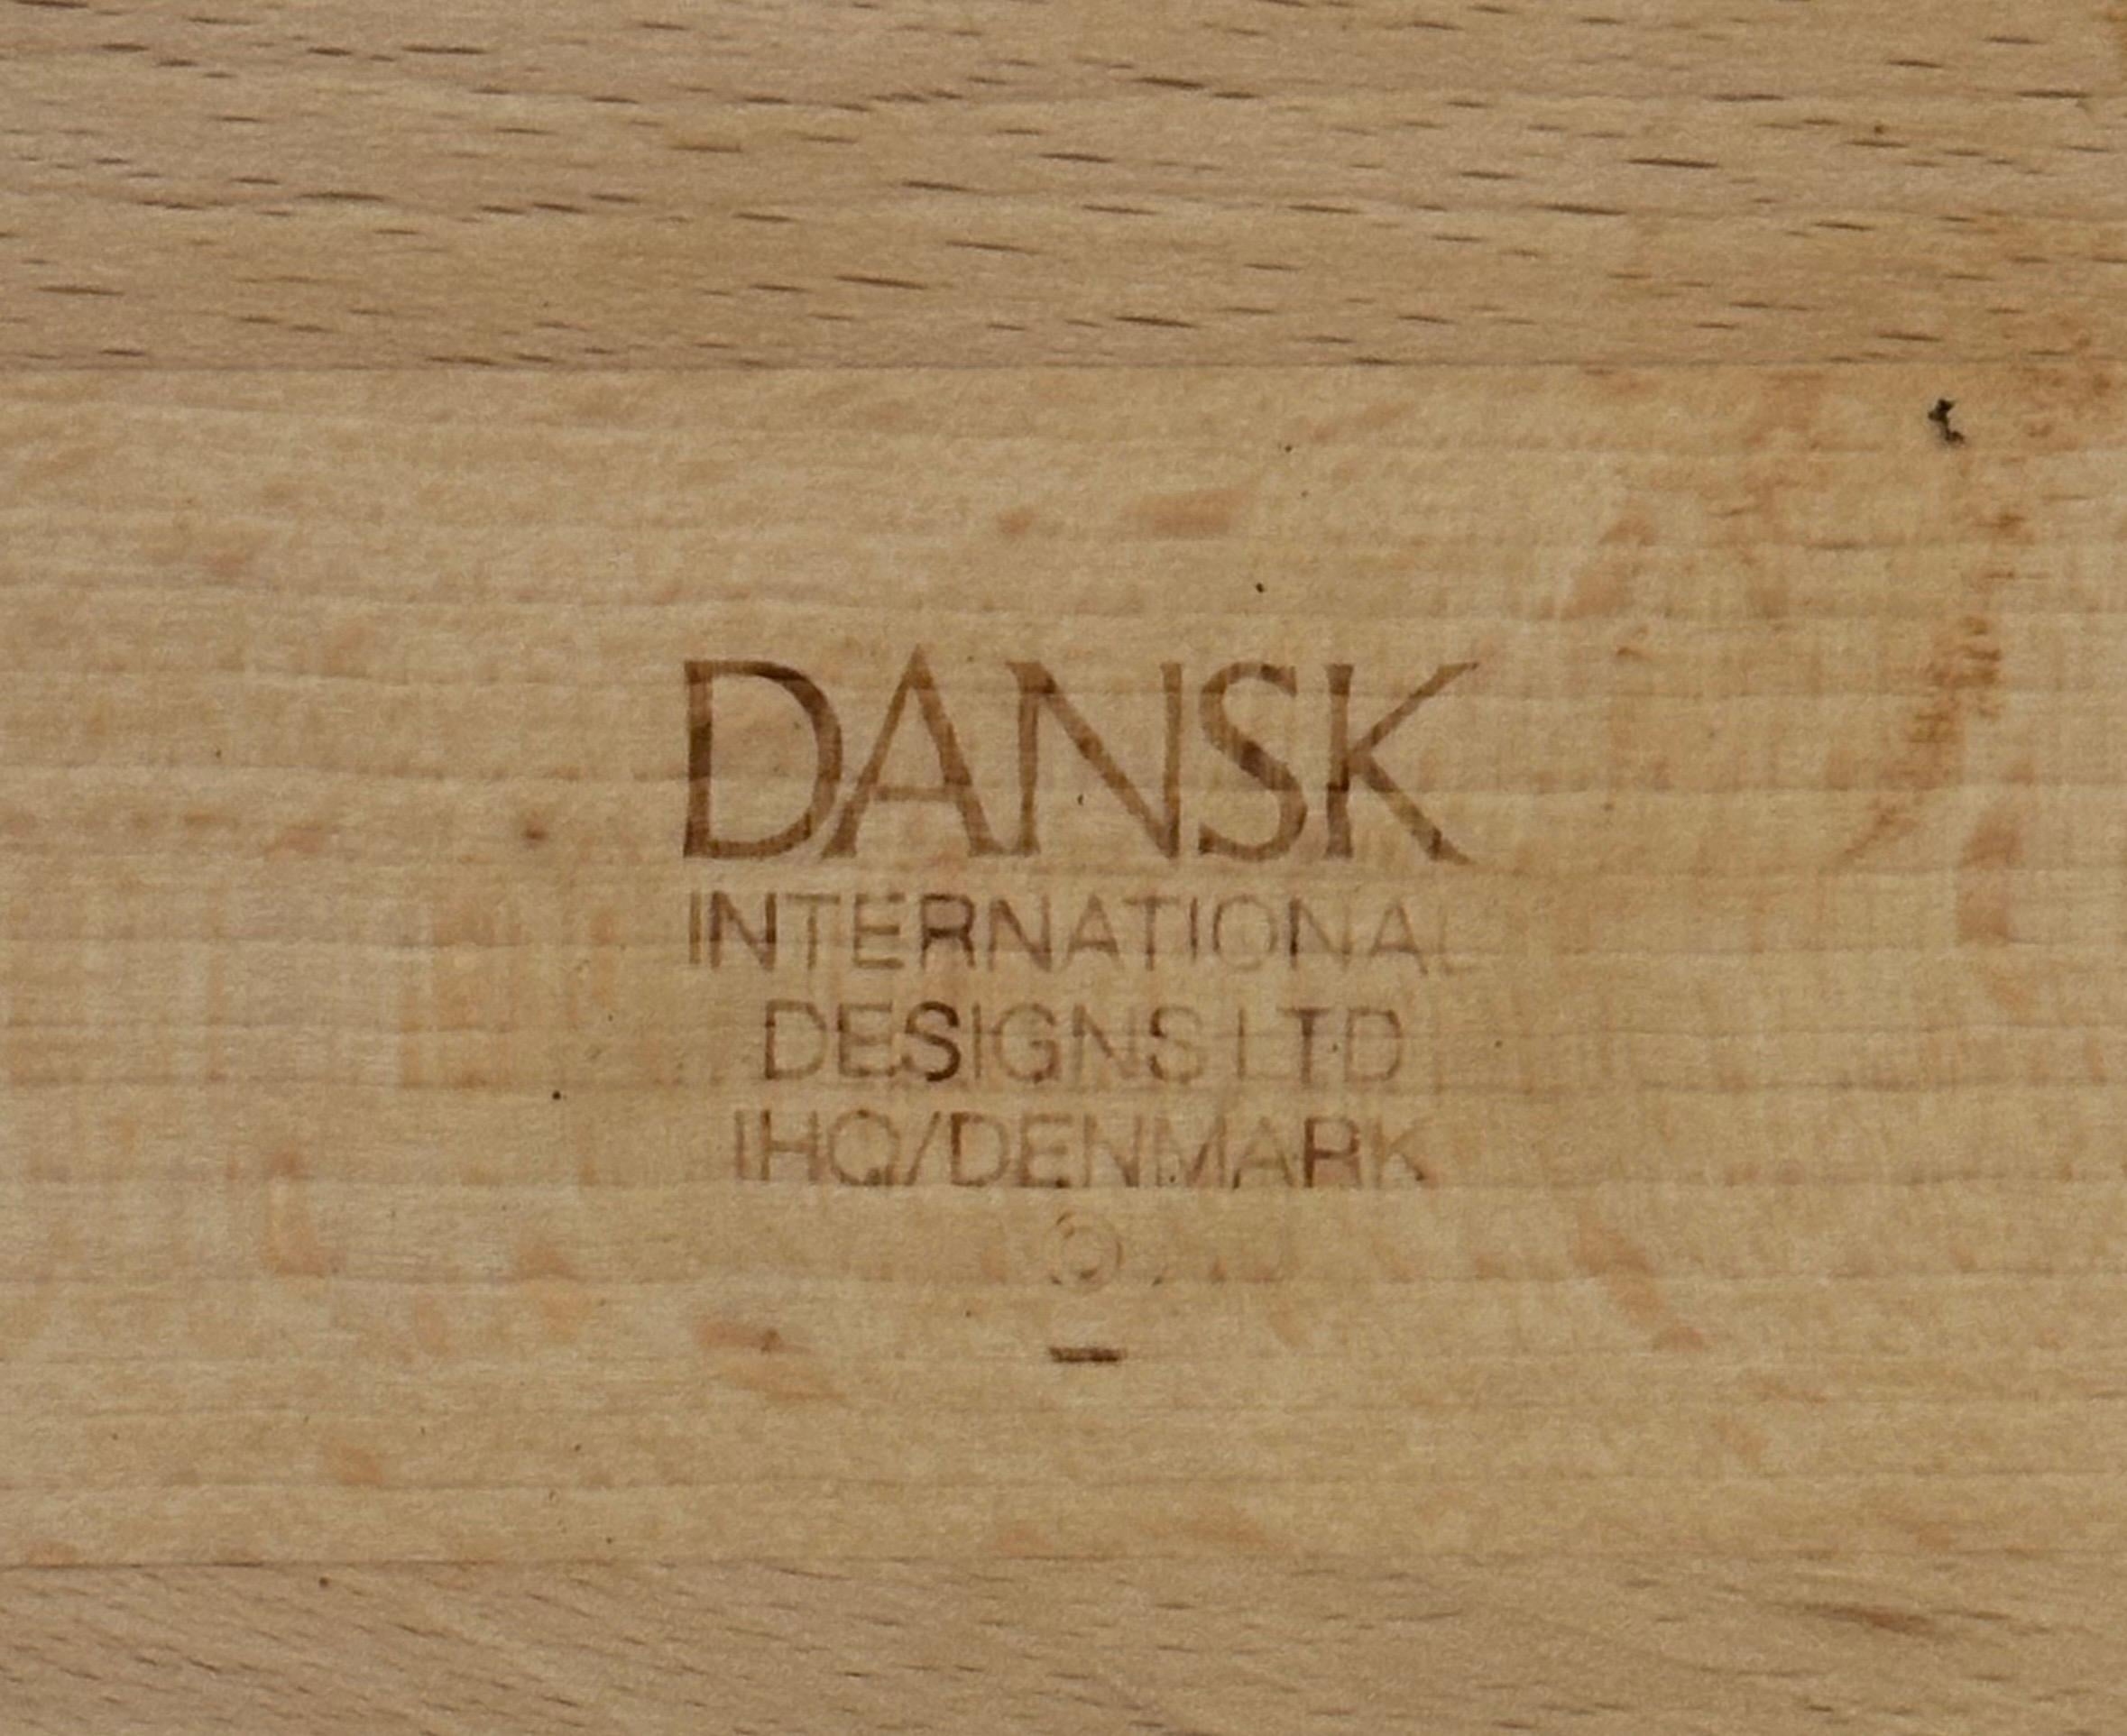 DANSK
INTERNATIONAL
DESIGNS LTD
IHQ/DENMARK
©